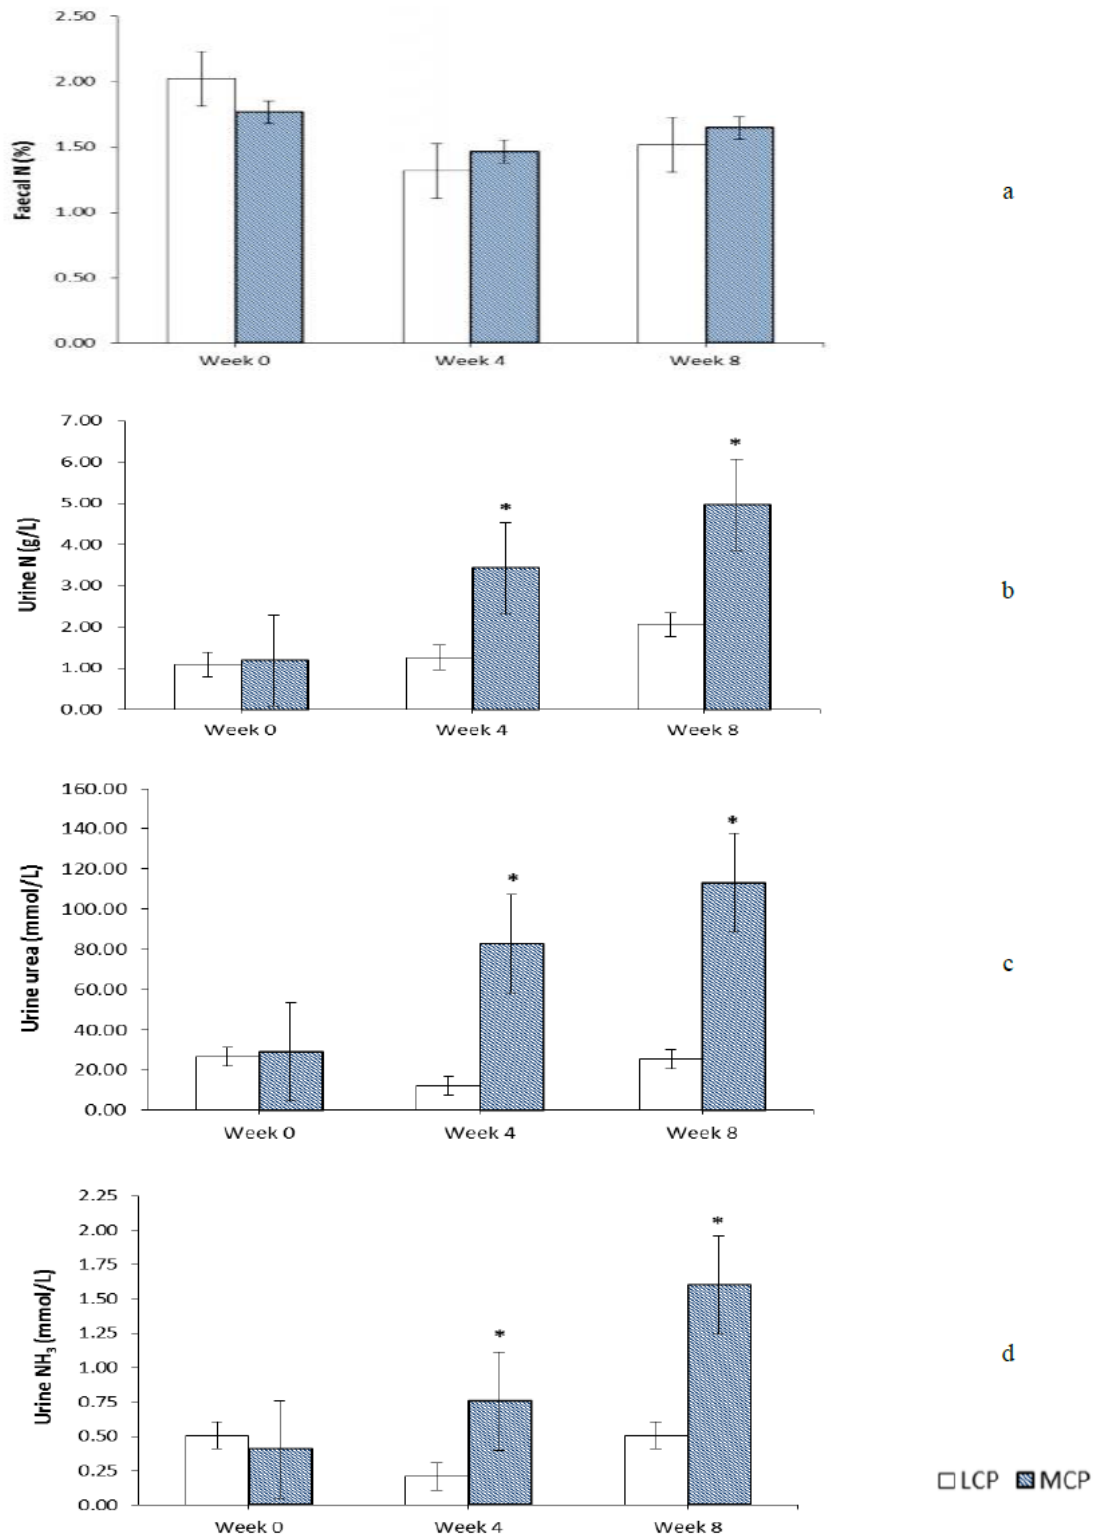 2.50
2.00
1.50
1.00
0.50
0.00
Faecal N (%)
Week 0 Week 4 Week 8
a
7.00
6.00
5.00
4.00
3.00
2.00
1.00
0.00
Urine N (g/L)
* *
Week 0 Week 4 Week 8
b
160.00
140.00
120.00
100.00
80.00
60.00
40.00
20.00
0.00
Urine urea (mmol/L)
* *
Week 0 Week 4 Week 8
c
2.25
2.00
1.75
1.50
1.25
1.00
0.75
0.50
0.25
0.00
Urine NH₃ (mmol/L)
* *
Week 0 Week 4 Week 8
d
LCP MCP